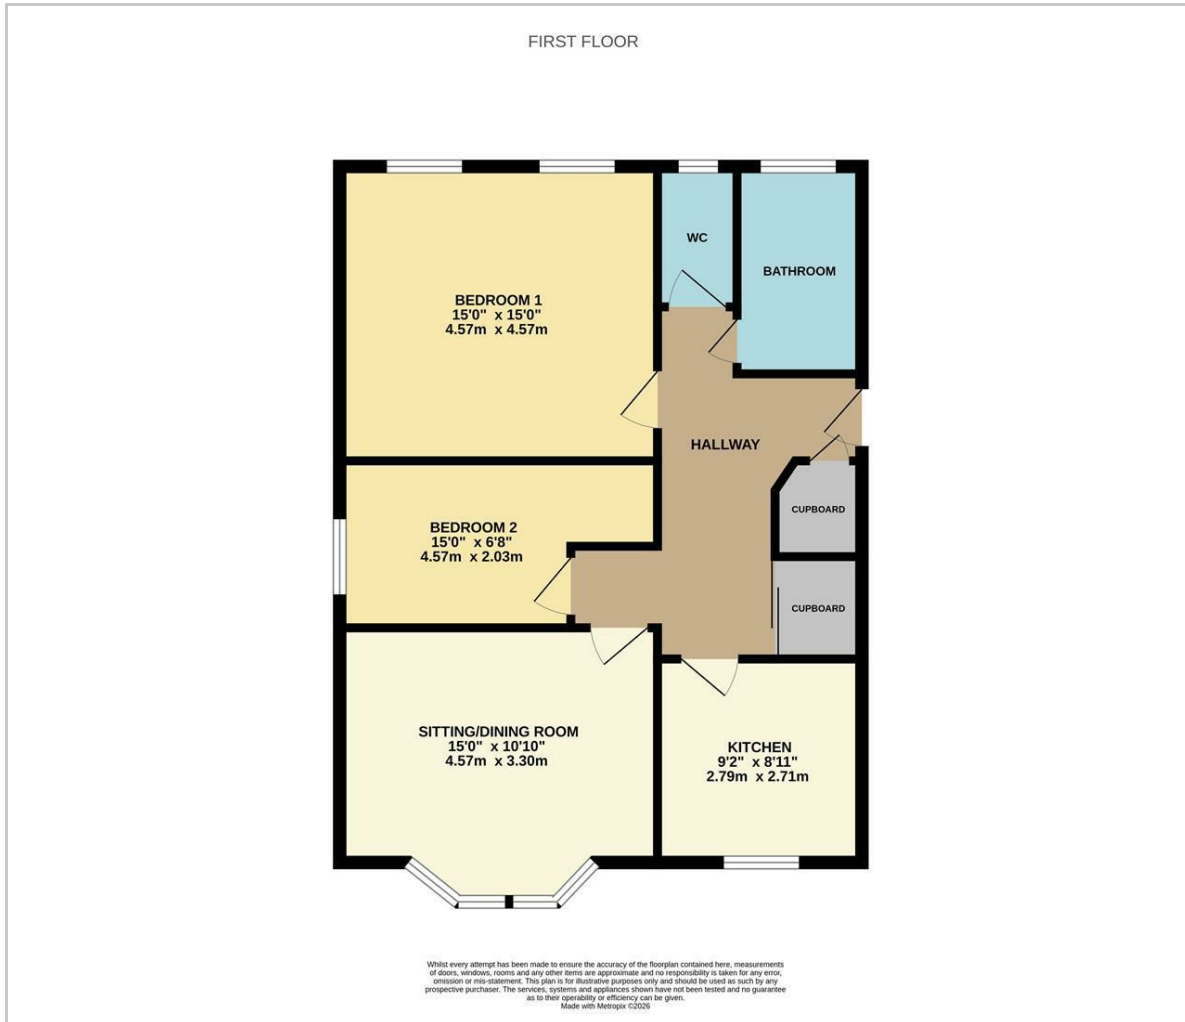 FIRST FLOOR
WC
BATHROOM
BEDROOM 1
15'0" x 15'0"
4.57m x 4.57m
HALLWAY
CUPBOARD
BEDROOM 2
15'0" x 6'8"
4.57m x 2.03m
CUPBOARD
SITTING/DINING ROOM
15'0" x 10'10"
4.57m x 3.30m
KITCHEN
9'2" x 8'11"
2.79m x 2.71m
Whilst every attempt has been made to ensure the accuracy of the floorplan contained here, measurements
of doors, windows, rooms and any other items are approximate and no responsibility is taken for any error,
omission or mis-statement. This plan is for illustrative purposes only and should be used as such by any
prospective purchaser. The services, systems and appliances shown have not been tested and no guarantee
as to their operability or efficiency can be given.
Made with Metropix ©2026